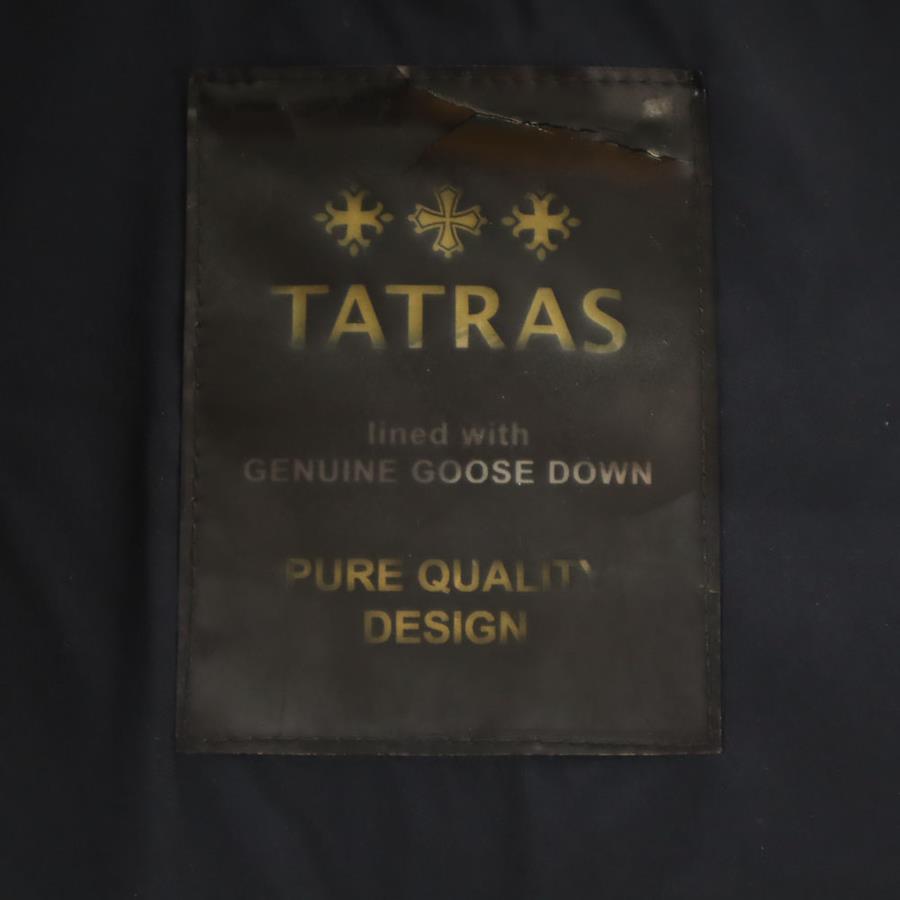 TATRAS
lined with
GENUINE GOOSE DOWN
PURE QUALITY
DESIGN